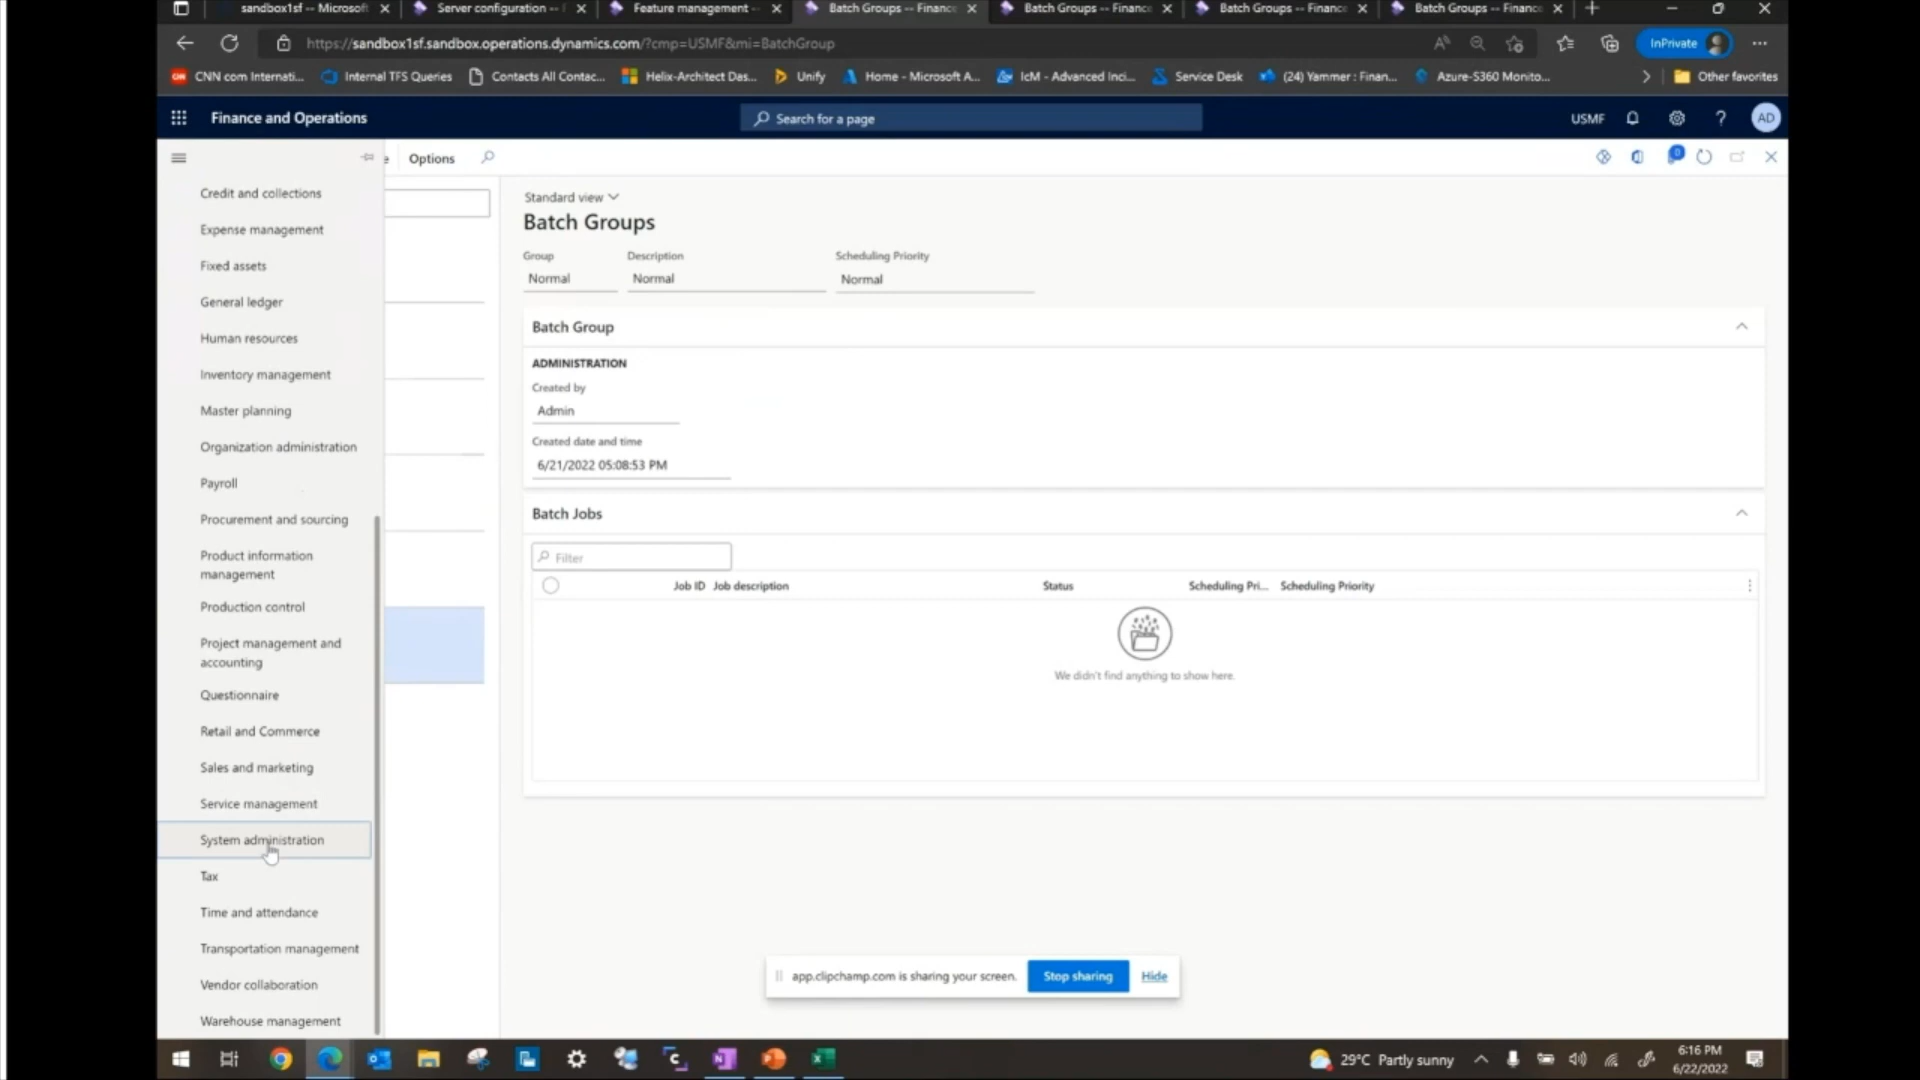 sandbox1sf -- Microsof
Server configuration --
Feature management --
Batch Groups -- Finance
Batch Groups -- Finance
Batch Groups -- Finance
Batch Groups -- Finance
https://sandbox1sf.sandbox.operations.dynamics.com/?cmp=USMF&mi=BatchGroup
InPrivate
CNN com Internati...
Internal TFS Queries
Contacts All Contac...
Helix-Architect Das...
Unify
Home - Microsoft A...
IcM - Advanced Inci...
Service Desk
(24) Yammer : Finan...
Azure-S360 Monito...
Other favorites
Finance and Operations
Search for a page
USMF
?
AD
e
Options
0
Credit and collections
Expense management
Fixed assets
General ledger
Human resources
Inventory management
Master planning
Organization administration
Payroll
Procurement and sourcing
Product information
management
Production control
Project management and
accounting
Questionnaire
Retail and Commerce
Sales and marketing
Service management
System administration
Tax
Time and attendance
Transportation management
Vendor collaboration
Warehouse management
Standard view
Batch Groups
Group
Description
Scheduling Priority
Normal
Normal
Normal
Batch Group
ADMINISTRATION
Created by
Admin
Created date and time
6/21/2022 05:08:53 PM
Batch Jobs
Filter
Job ID
Job description
Status
Scheduling Pri...
Scheduling Priority
We didn't find anything to show here.
app.clipchamp.com is sharing your screen.
Stop sharing
Hide
29°C Partly sunny
6:16 PM
6/22/2022